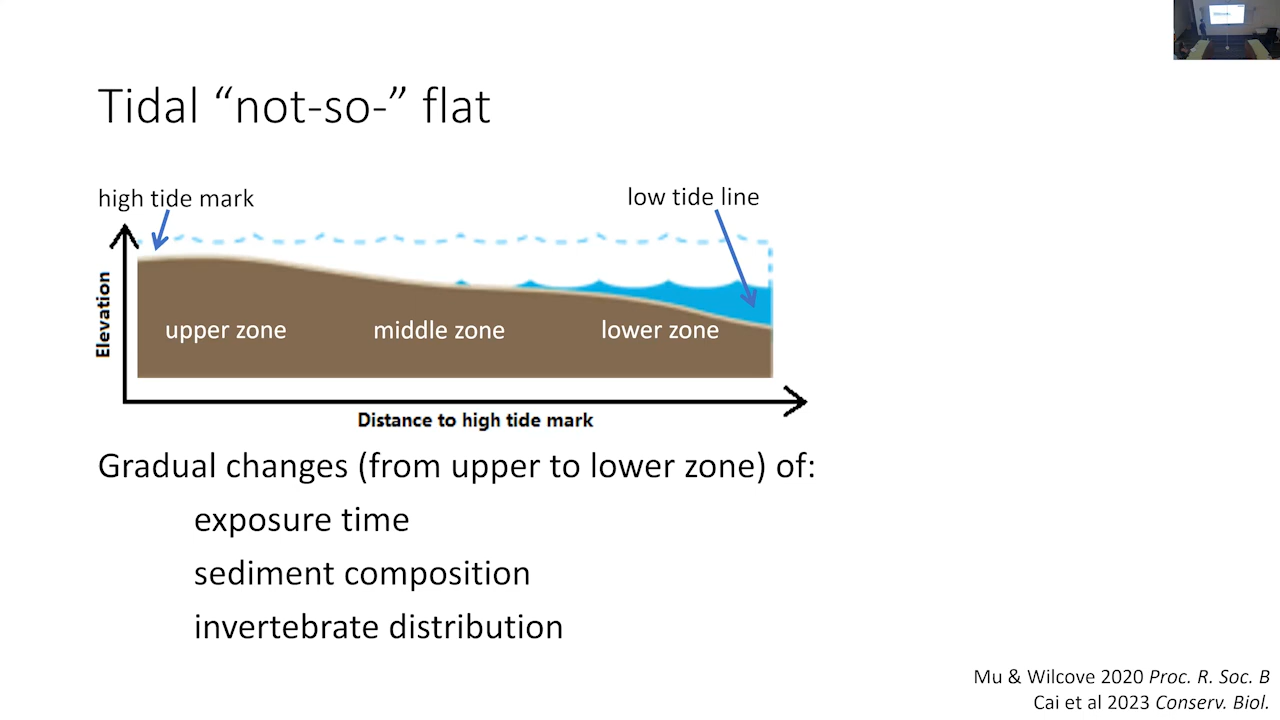 Tidal “not-so-” flat
high tide mark
low tide line
Elevation
upper zone
middle zone
lower zone
Distance to high tide mark
Gradual changes (from upper to lower zone) of:
exposure time
sediment composition
invertebrate distribution
Mu & Wilcove 2020 Proc. R. Soc. B
Cai et al 2023 Conserv. Biol.